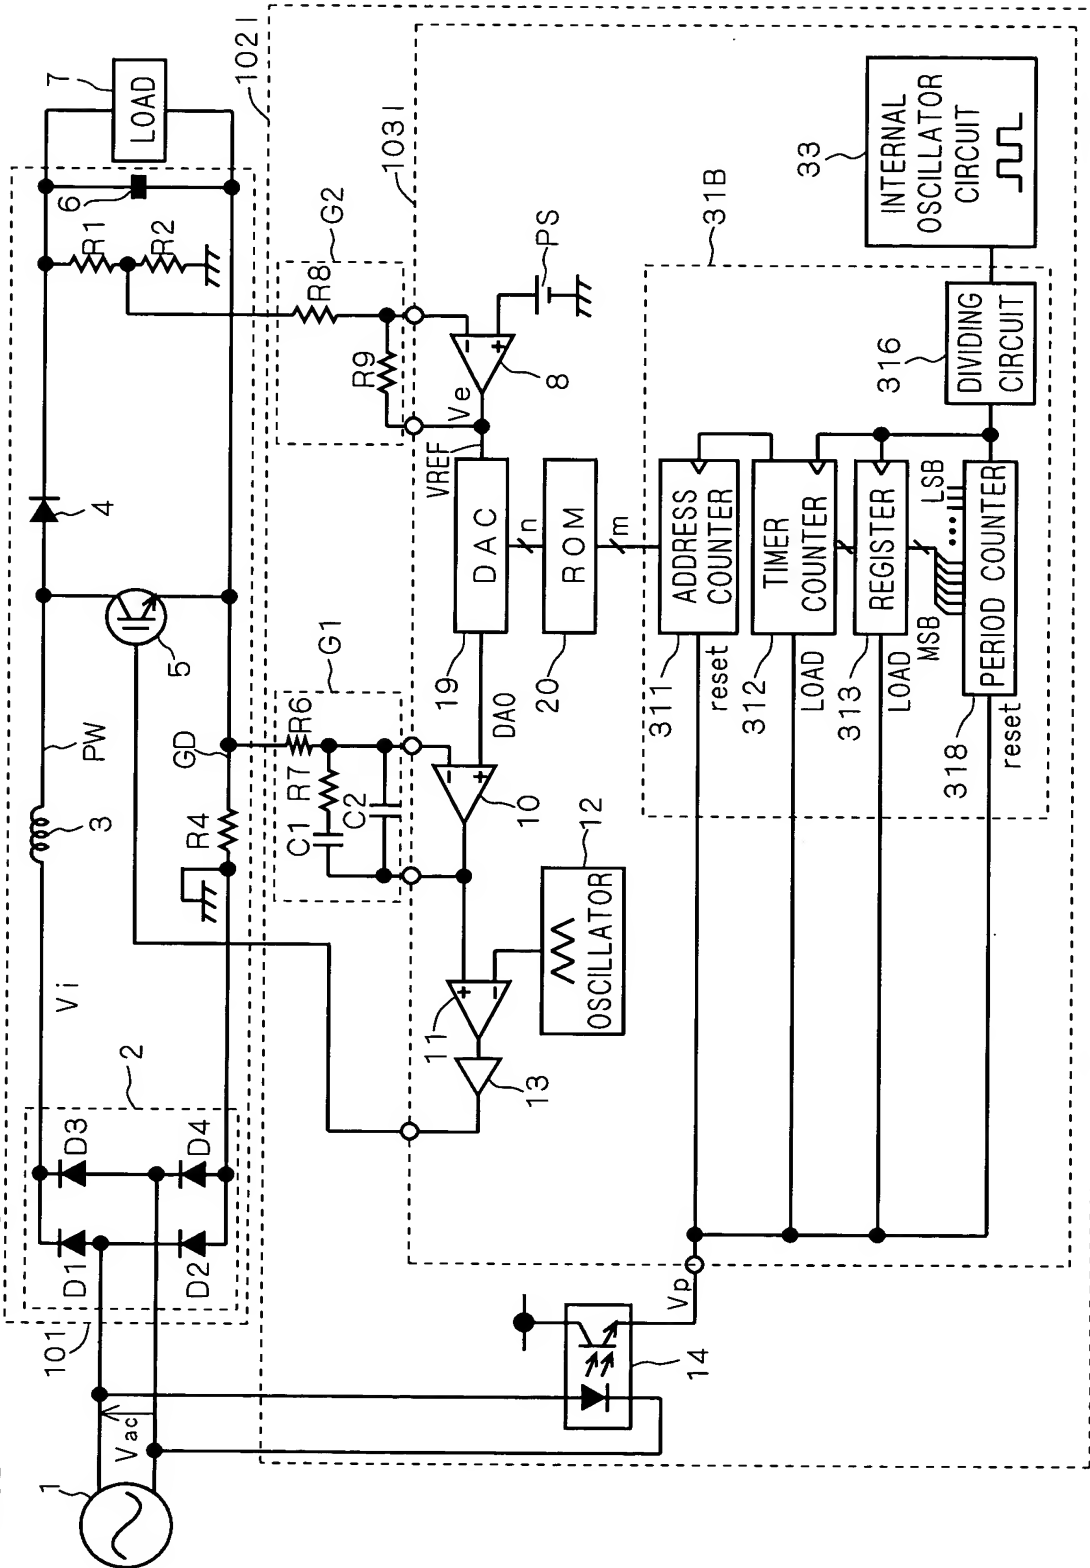 1
Vac
101
D1
D2
D3
D4
2
Vi
3
PW
GD
R4
5
4
R1
R2
6
7
LOAD
102I
103I
G1
R6
R7
C1
C2
G2
R8
R9
PS
8
Ve
VREF
DAC
19
DAO
n
ROM
20
m
10
11
12
OSCILLATOR
13
14
Vp
31B
ADDRESS
COUNTER
311
reset
TIMER
COUNTER
312
LOAD
REGISTER
313
LOAD
MSB
LSB
PERIOD COUNTER
318
reset
316
DIVIDING
CIRCUIT
33
INTERNAL
OSCILLATOR
CIRCUIT